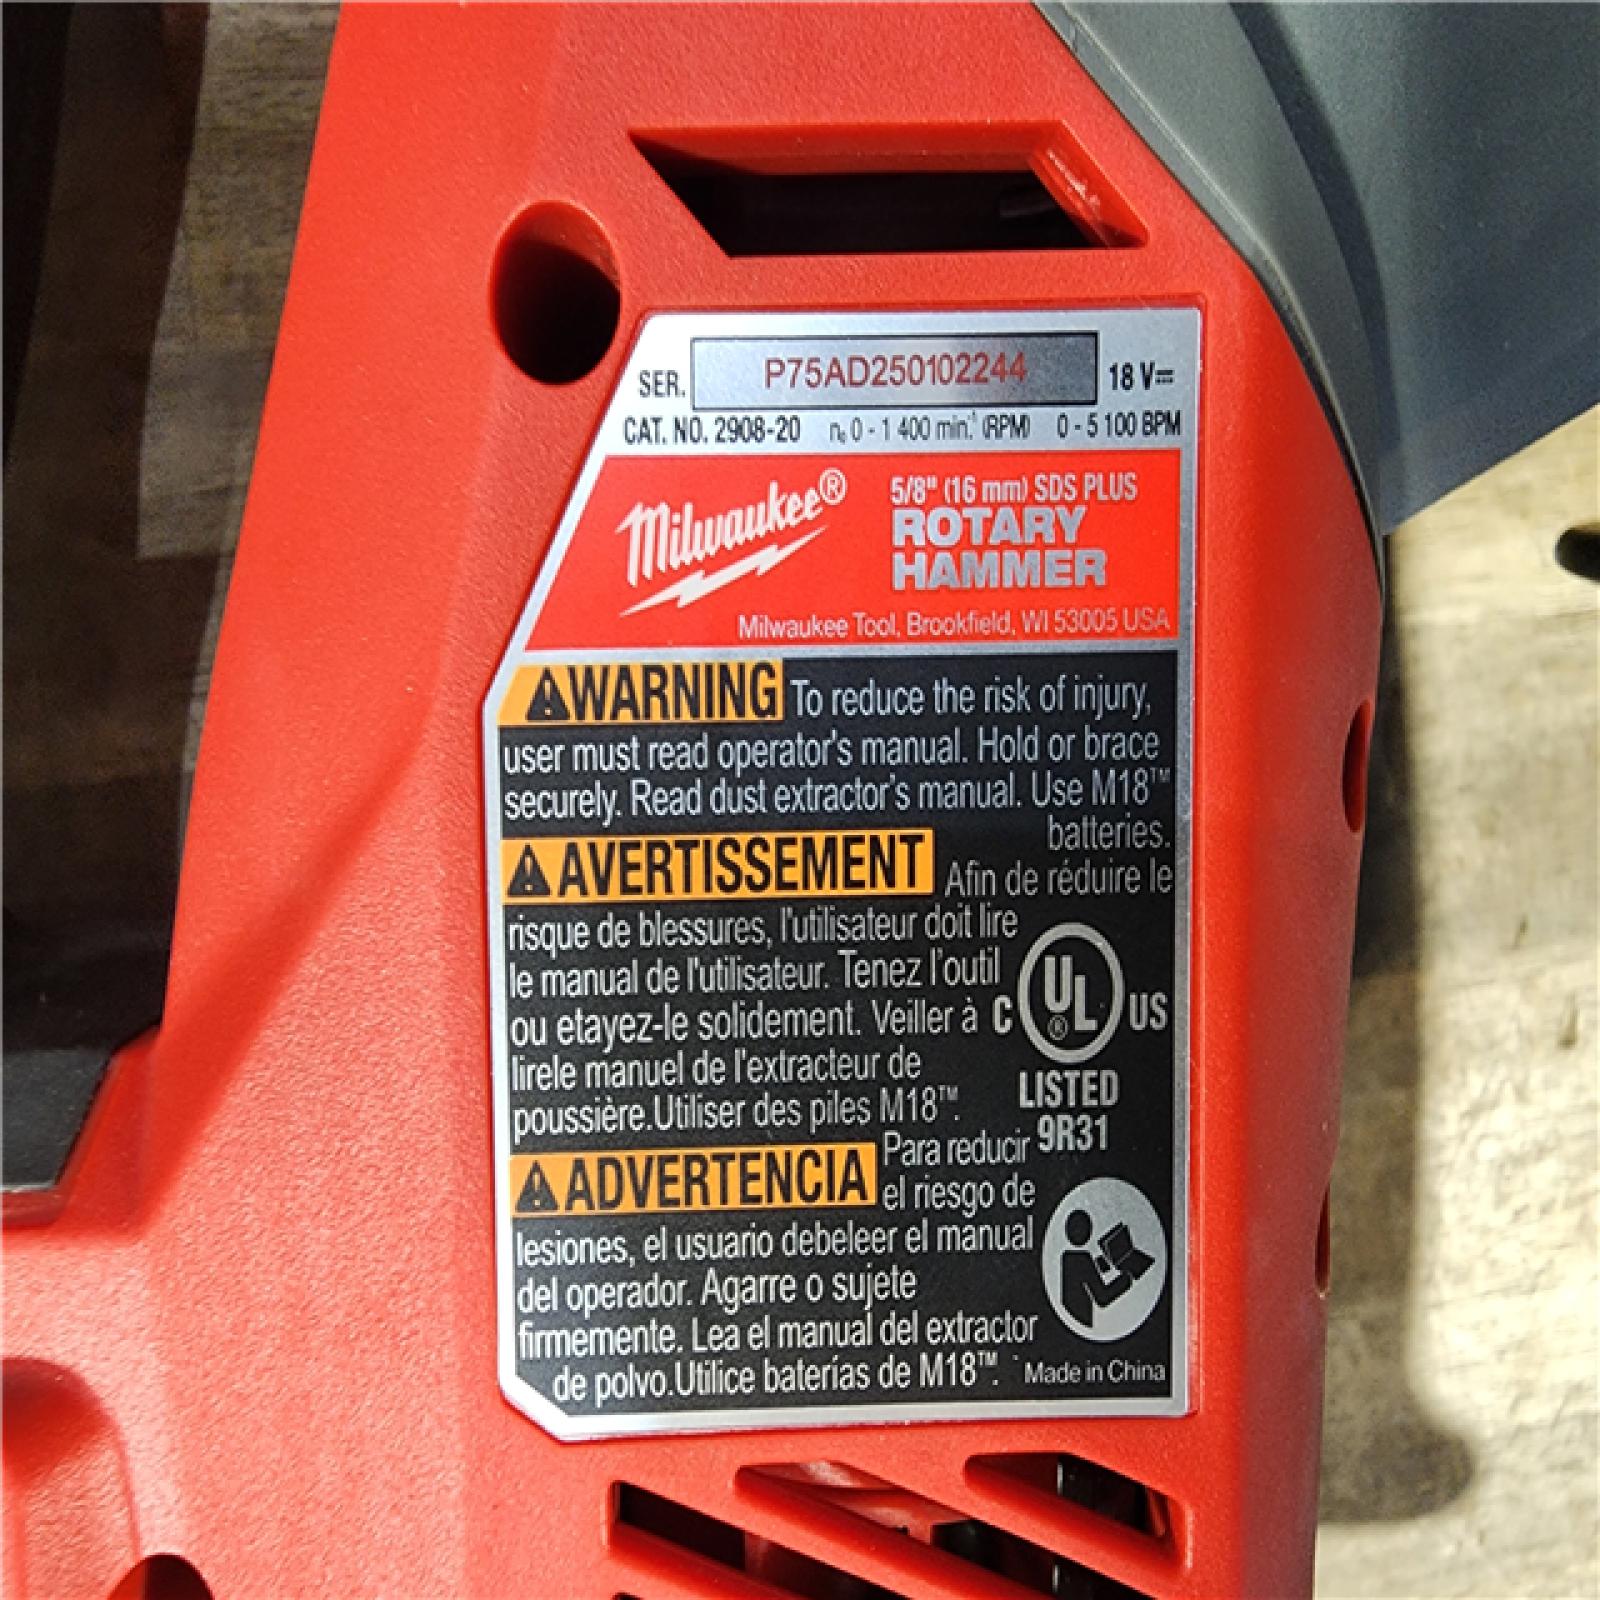 SER. P75AD250102244 18 V⎓
CAT. NO. 2908-20 n₀ 0 - 1 400 min.⁻¹ (RPM) 0 - 5 100 BPM
Milwaukee®
5/8" (16 mm) SDS PLUS
ROTARY
HAMMER
Milwaukee Tool, Brookfield, WI 53005 USA
⚠WARNING To reduce the risk of injury,
user must read operator's manual. Hold or brace
securely. Read dust extractor's manual. Use M18™
batteries.
⚠AVERTISSEMENT Afin de réduire le
risque de blessures, l'utilisateur doit lire
le manual de l'utilisateur. Tenez l'outil
ou etayez-le solidement. Veiller à
lirele manuel de l'extracteur de
poussière.Utiliser des piles M18™.
C UL® US
LISTED
9R31
⚠ADVERTENCIA Para reducir
el riesgo de
lesiones, el usuario debeleer el manual
del operador. Agarre o sujete
firmemente. Lea el manual del extractor
de polvo.Utilice baterías de M18™.
Made in China